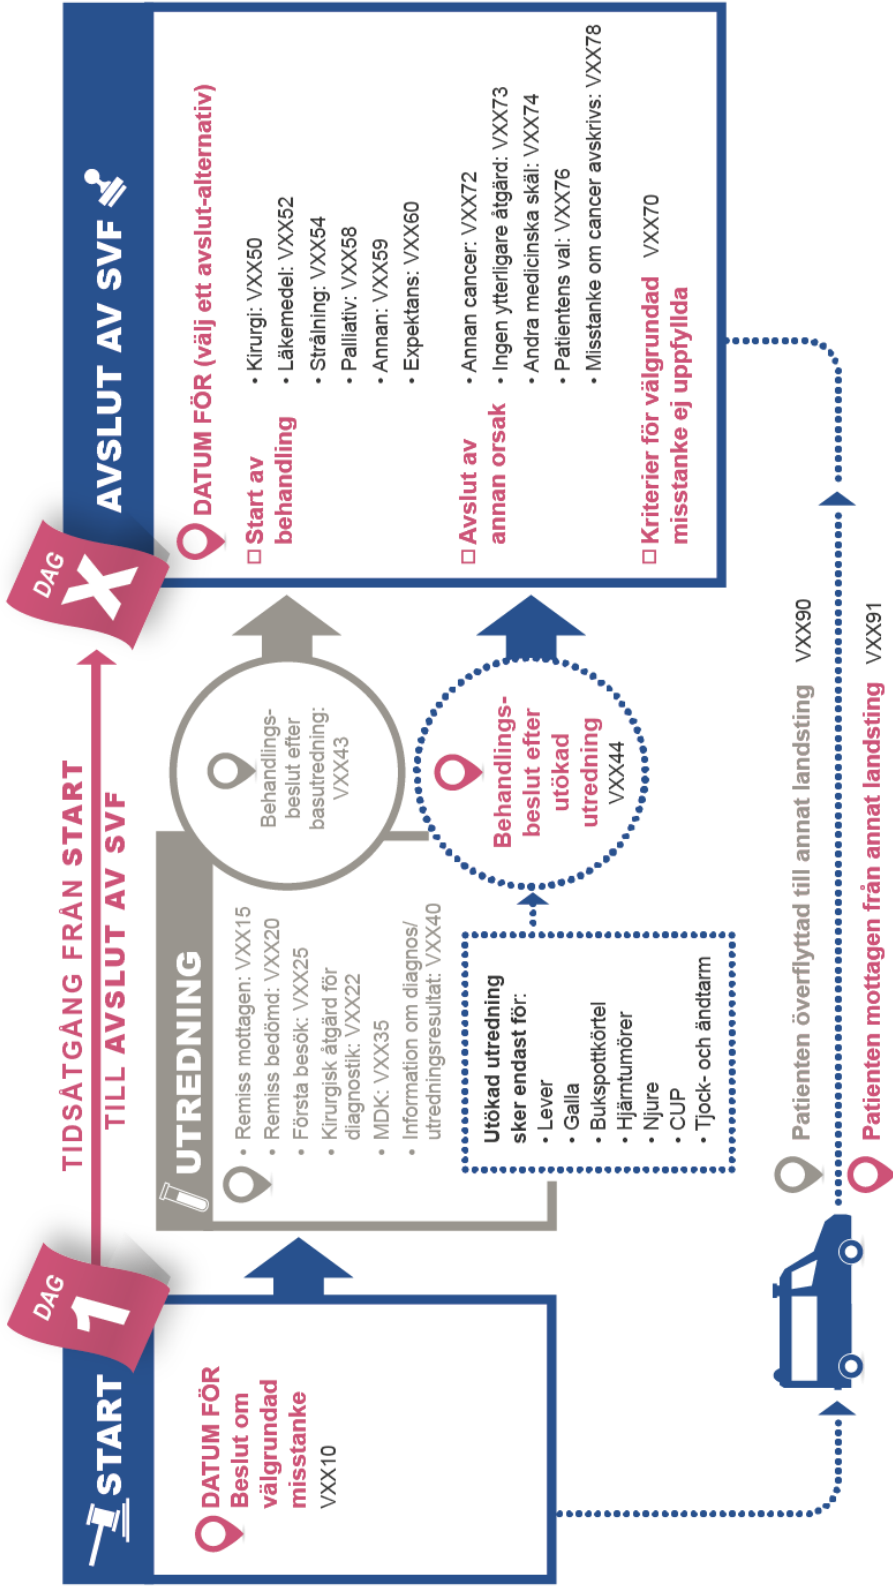 TIDSÅTGÅNG FRÅN START
TILL AVSLUT AV SVF
DAG
1
START
DATUM FÖR
Beslut om
välgrundad
misstanke
VXX10
UTREDNING
• Remiss mottagen: VXX15
• Remiss bedömd: VXX20
• Första besök: VXX25
• Kirurgisk åtgärd för
diagnostik: VXX22
• MDK: VXX35
• Information om diagnos/
utredningsresultat: VXX40
Utökad utredning
sker endast för:
• Lever
• Galla
• Bukspottkörtel
• Hjärntumörer
• Njure
• CUP
• Tjock- och ändtarm
Behandlings-
beslut efter
basutredning:
VXX43
Behandlings-
beslut efter
utökad
utredning
VXX44
DAG
X
AVSLUT AV SVF
DATUM FÖR (välj ett avslut-alternativ)
□ Start av
behandling
• Kirurgi: VXX50
• Läkemedel: VXX52
• Strålning: VXX54
• Palliativ: VXX58
• Annan: VXX59
• Expektans: VXX60
□ Avslut av
annan orsak
• Annan cancer: VXX72
• Ingen ytterligare åtgärd: VXX73
• Andra medicinska skäl: VXX74
• Patientens val: VXX76
• Misstanke om cancer avskrivs: VXX78
□ Kriterier för välgrundad VXX70
misstanke ej uppfyllda
Patienten överflyttad till annat landsting VXX90
Patienten mottagen från annat landsting VXX91